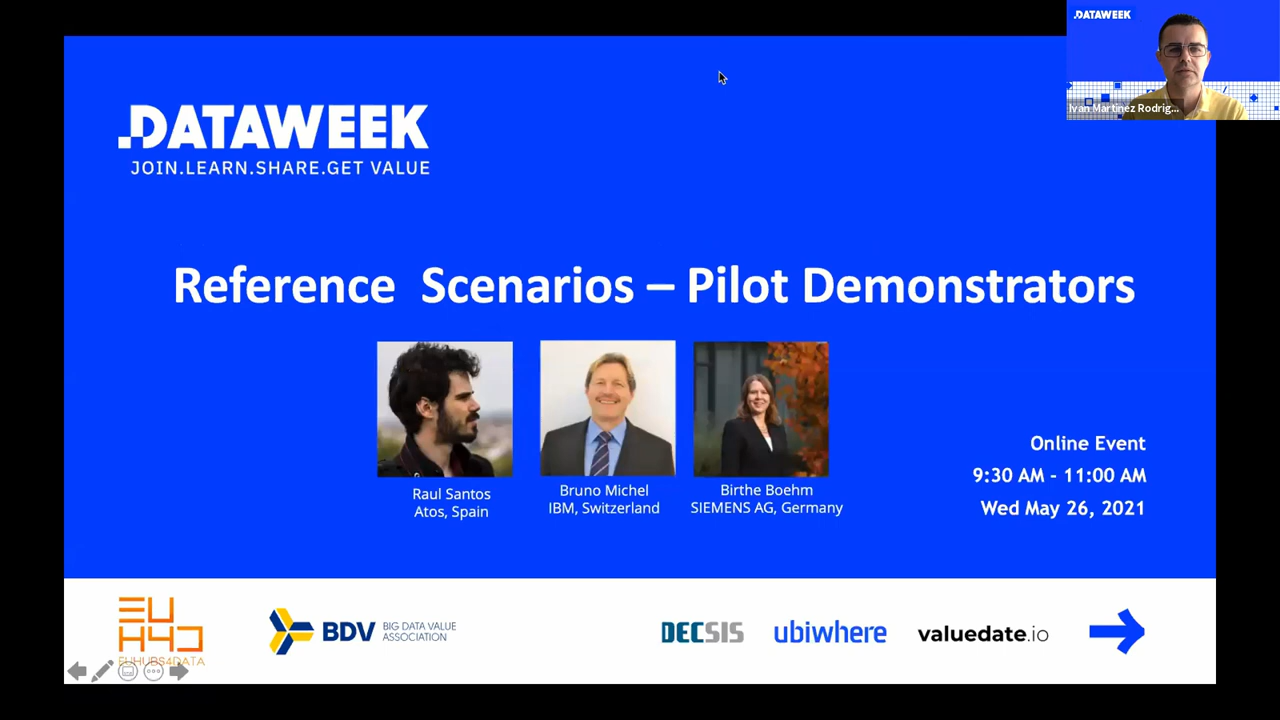 .DATAWEEK
Ivan Martinez Rodrig...
.DATAWEEK
JOIN.LEARN.SHARE.GET VALUE
Reference Scenarios – Pilot Demonstrators
Raul Santos
Atos, Spain
Bruno Michel
IBM, Switzerland
Birthe Boehm
SIEMENS AG, Germany
Online Event
9:30 AM - 11:00 AM
Wed May 26, 2021
EU
H4D
EUHUBS4DATA
BDV BIG DATA VALUE
ASSOCIATION
DECSIS
ubiwhere
valuedate.io